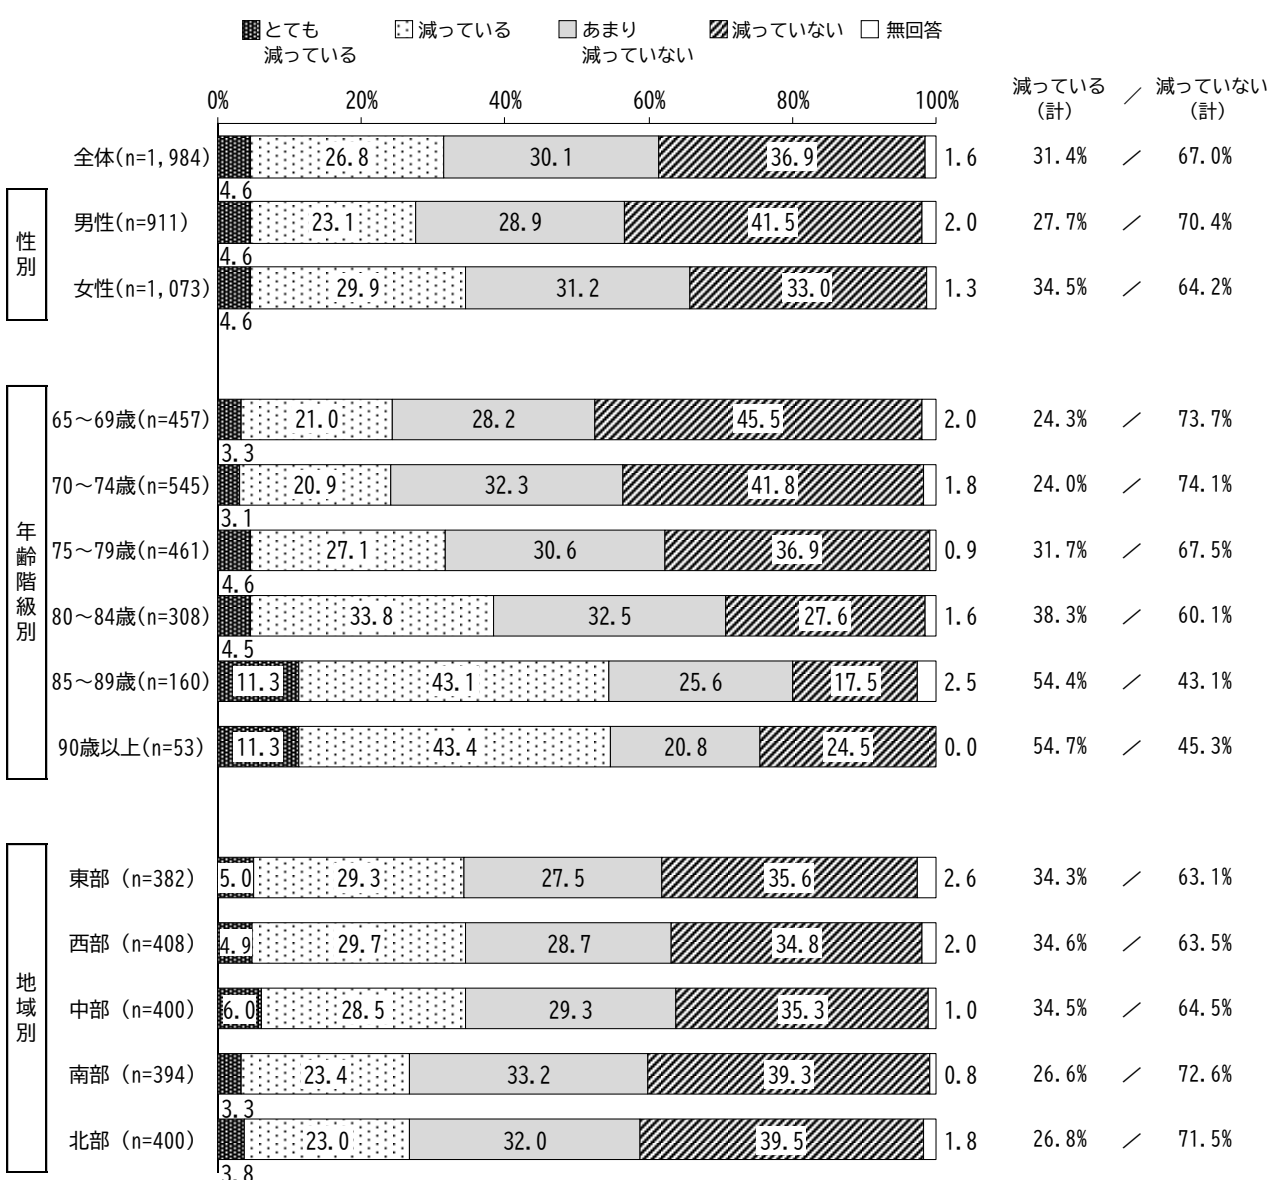 とても 減っている あまり 減っていない 無回答
減っている 減っていない
減っている ／ 減っていない
(計) (計)
0% 20% 40% 60% 80% 100%
全体(n=1,984) 26.8 30.1 36.9 1.6 31.4% ／ 67.0%
4.6
性別
男性(n=911) 23.1 28.9 41.5 2.0 27.7% ／ 70.4%
4.6
女性(n=1,073) 29.9 31.2 33.0 1.3 34.5% ／ 64.2%
4.6
年齢階級別
65～69歳(n=457) 21.0 28.2 45.5 2.0 24.3% ／ 73.7%
3.3
70～74歳(n=545) 20.9 32.3 41.8 1.8 24.0% ／ 74.1%
3.1
75～79歳(n=461) 27.1 30.6 36.9 0.9 31.7% ／ 67.5%
4.6
80～84歳(n=308) 33.8 32.5 27.6 1.6 38.3% ／ 60.1%
4.5
85～89歳(n=160) 11.3 43.1 25.6 17.5 2.5 54.4% ／ 43.1%
90歳以上(n=53) 11.3 43.4 20.8 24.5 0.0 54.7% ／ 45.3%
地域別
東部 (n=382) 5.0 29.3 27.5 35.6 2.6 34.3% ／ 63.1%
西部 (n=408) 4.9 29.7 28.7 34.8 2.0 34.6% ／ 63.5%
中部 (n=400) 6.0 28.5 29.3 35.3 1.0 34.5% ／ 64.5%
南部 (n=394) 23.4 33.2 39.3 0.8 26.6% ／ 72.6%
3.3
北部 (n=400) 23.0 32.0 39.5 1.8 26.8% ／ 71.5%
3.8